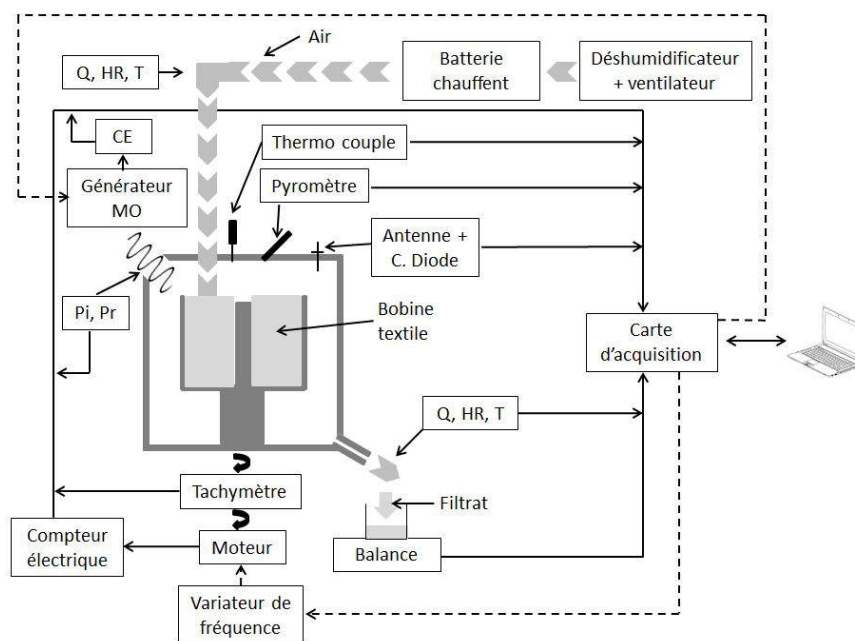 Air
Q, HR, T
Batterie
chauffent
Déshumidificateur
+ ventilateur
CE
Thermo couple
Générateur
MO
Pyromètre
Antenne +
C. Diode
Pi, Pr
Bobine
textile
Carte
d'acquisition
Q, HR, T
Tachymètre
Filtrat
Compteur
électrique
Moteur
Balance
Variateur de
fréquence